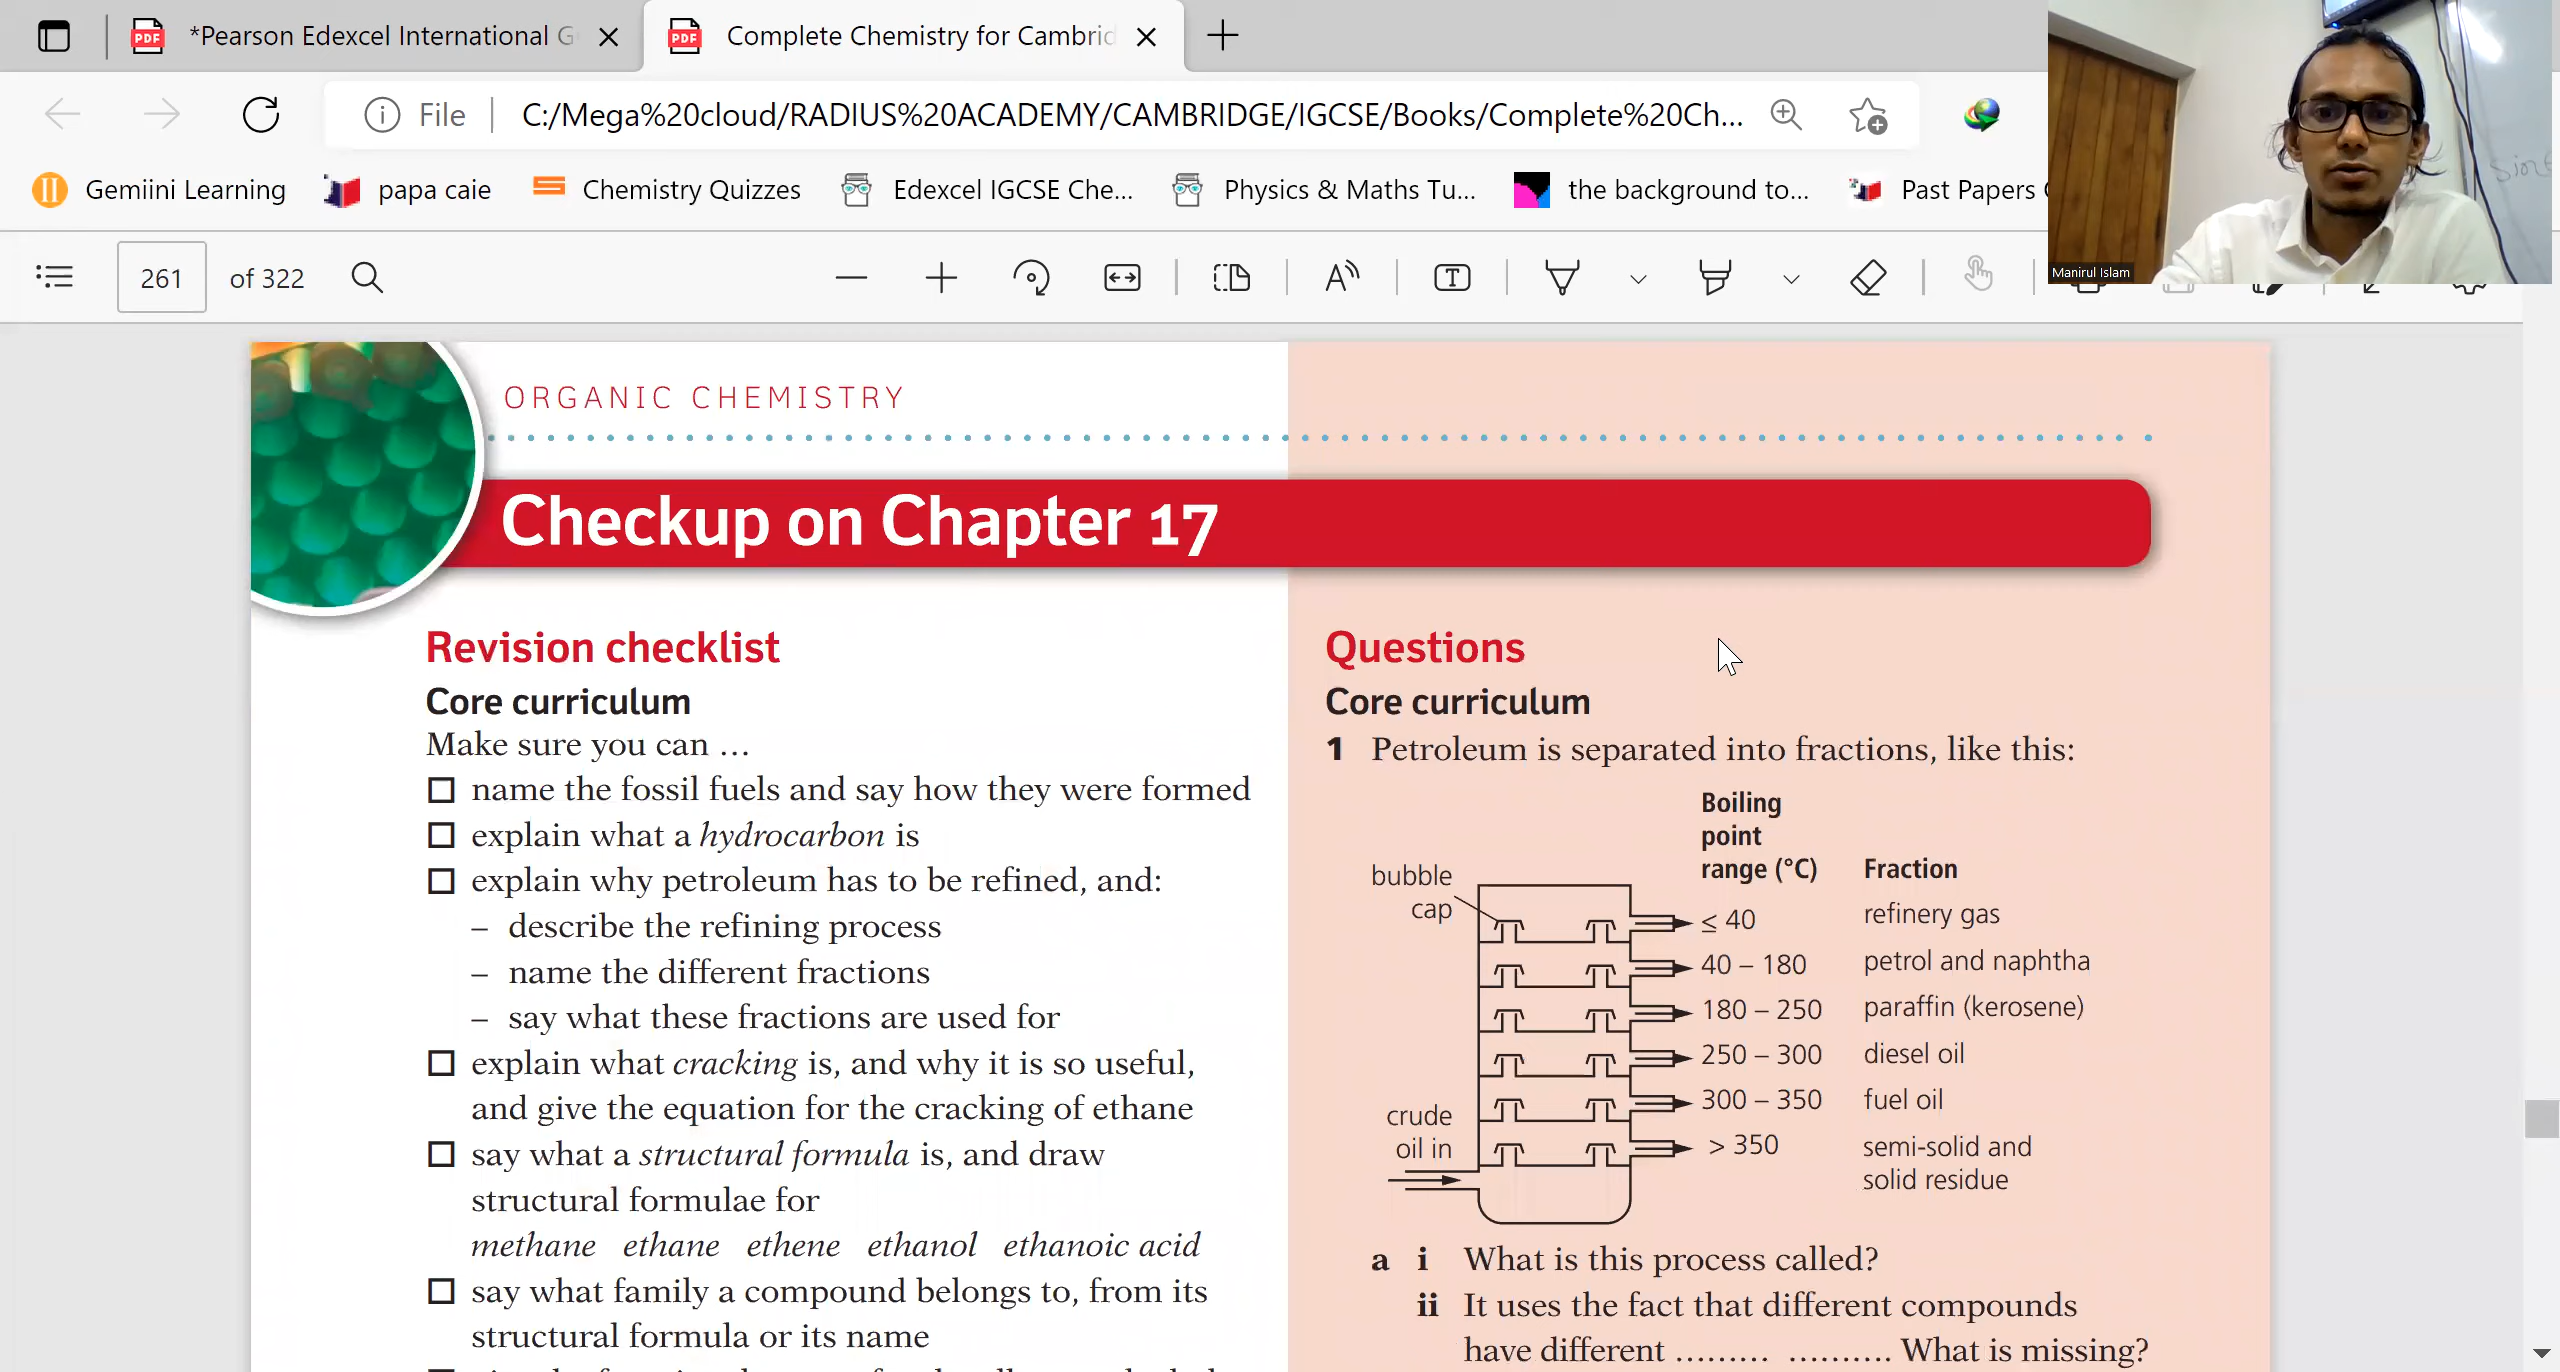 *Pearson Edexcel International G
Complete Chemistry for Cambrid
File
C:/Mega%20cloud/RADIUS%20ACADEMY/CAMBRIDGE/IGCSE/Books/Complete%20Ch...
Gemiini Learning
papa caie
Chemistry Quizzes
Edexcel IGCSE Che...
Physics & Maths Tu...
the background to...
Past Papers
Manirul Islam
261 of 322
ORGANIC CHEMISTRY
Checkup on Chapter 17
Revision checklist
Core curriculum
Make sure you can ...
name the fossil fuels and say how they were formed
explain what a hydrocarbon is
explain why petroleum has to be refined, and:
– describe the refining process
– name the different fractions
– say what these fractions are used for
explain what cracking is, and why it is so useful,
and give the equation for the cracking of ethane
say what a structural formula is, and draw
structural formulae for
methane ethane ethene ethanol ethanoic acid
say what family a compound belongs to, from its
structural formula or its name
Questions
Core curriculum
1 Petroleum is separated into fractions, like this:
Boiling
point
range (°C) Fraction
bubble
cap
≤ 40 refinery gas
40 – 180 petrol and naphtha
180 – 250 paraffin (kerosene)
250 – 300 diesel oil
300 – 350 fuel oil
> 350 semi-solid and
solid residue
crude
oil in
a i What is this process called?
ii It uses the fact that different compounds
have different ......... .......... What is missing?